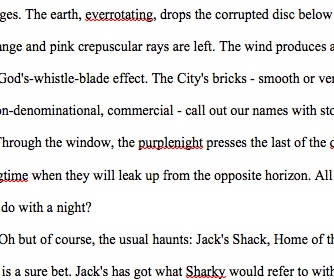 ges. The earth, everrotating, drops the corrupted disc below
ange and pink crepuscular rays are left. The wind produces a
God's-whistle-blade effect. The City's bricks - smooth or ver
on-denominational, commercial - call out our names with sto
Through the window, the purplenight presses the last of the
gtime when they will leak up from the opposite horizon. All
do with a night?
Oh but of course, the usual haunts: Jack's Shack, Home of th
is a sure bet. Jack's has got what Sharky would refer to with